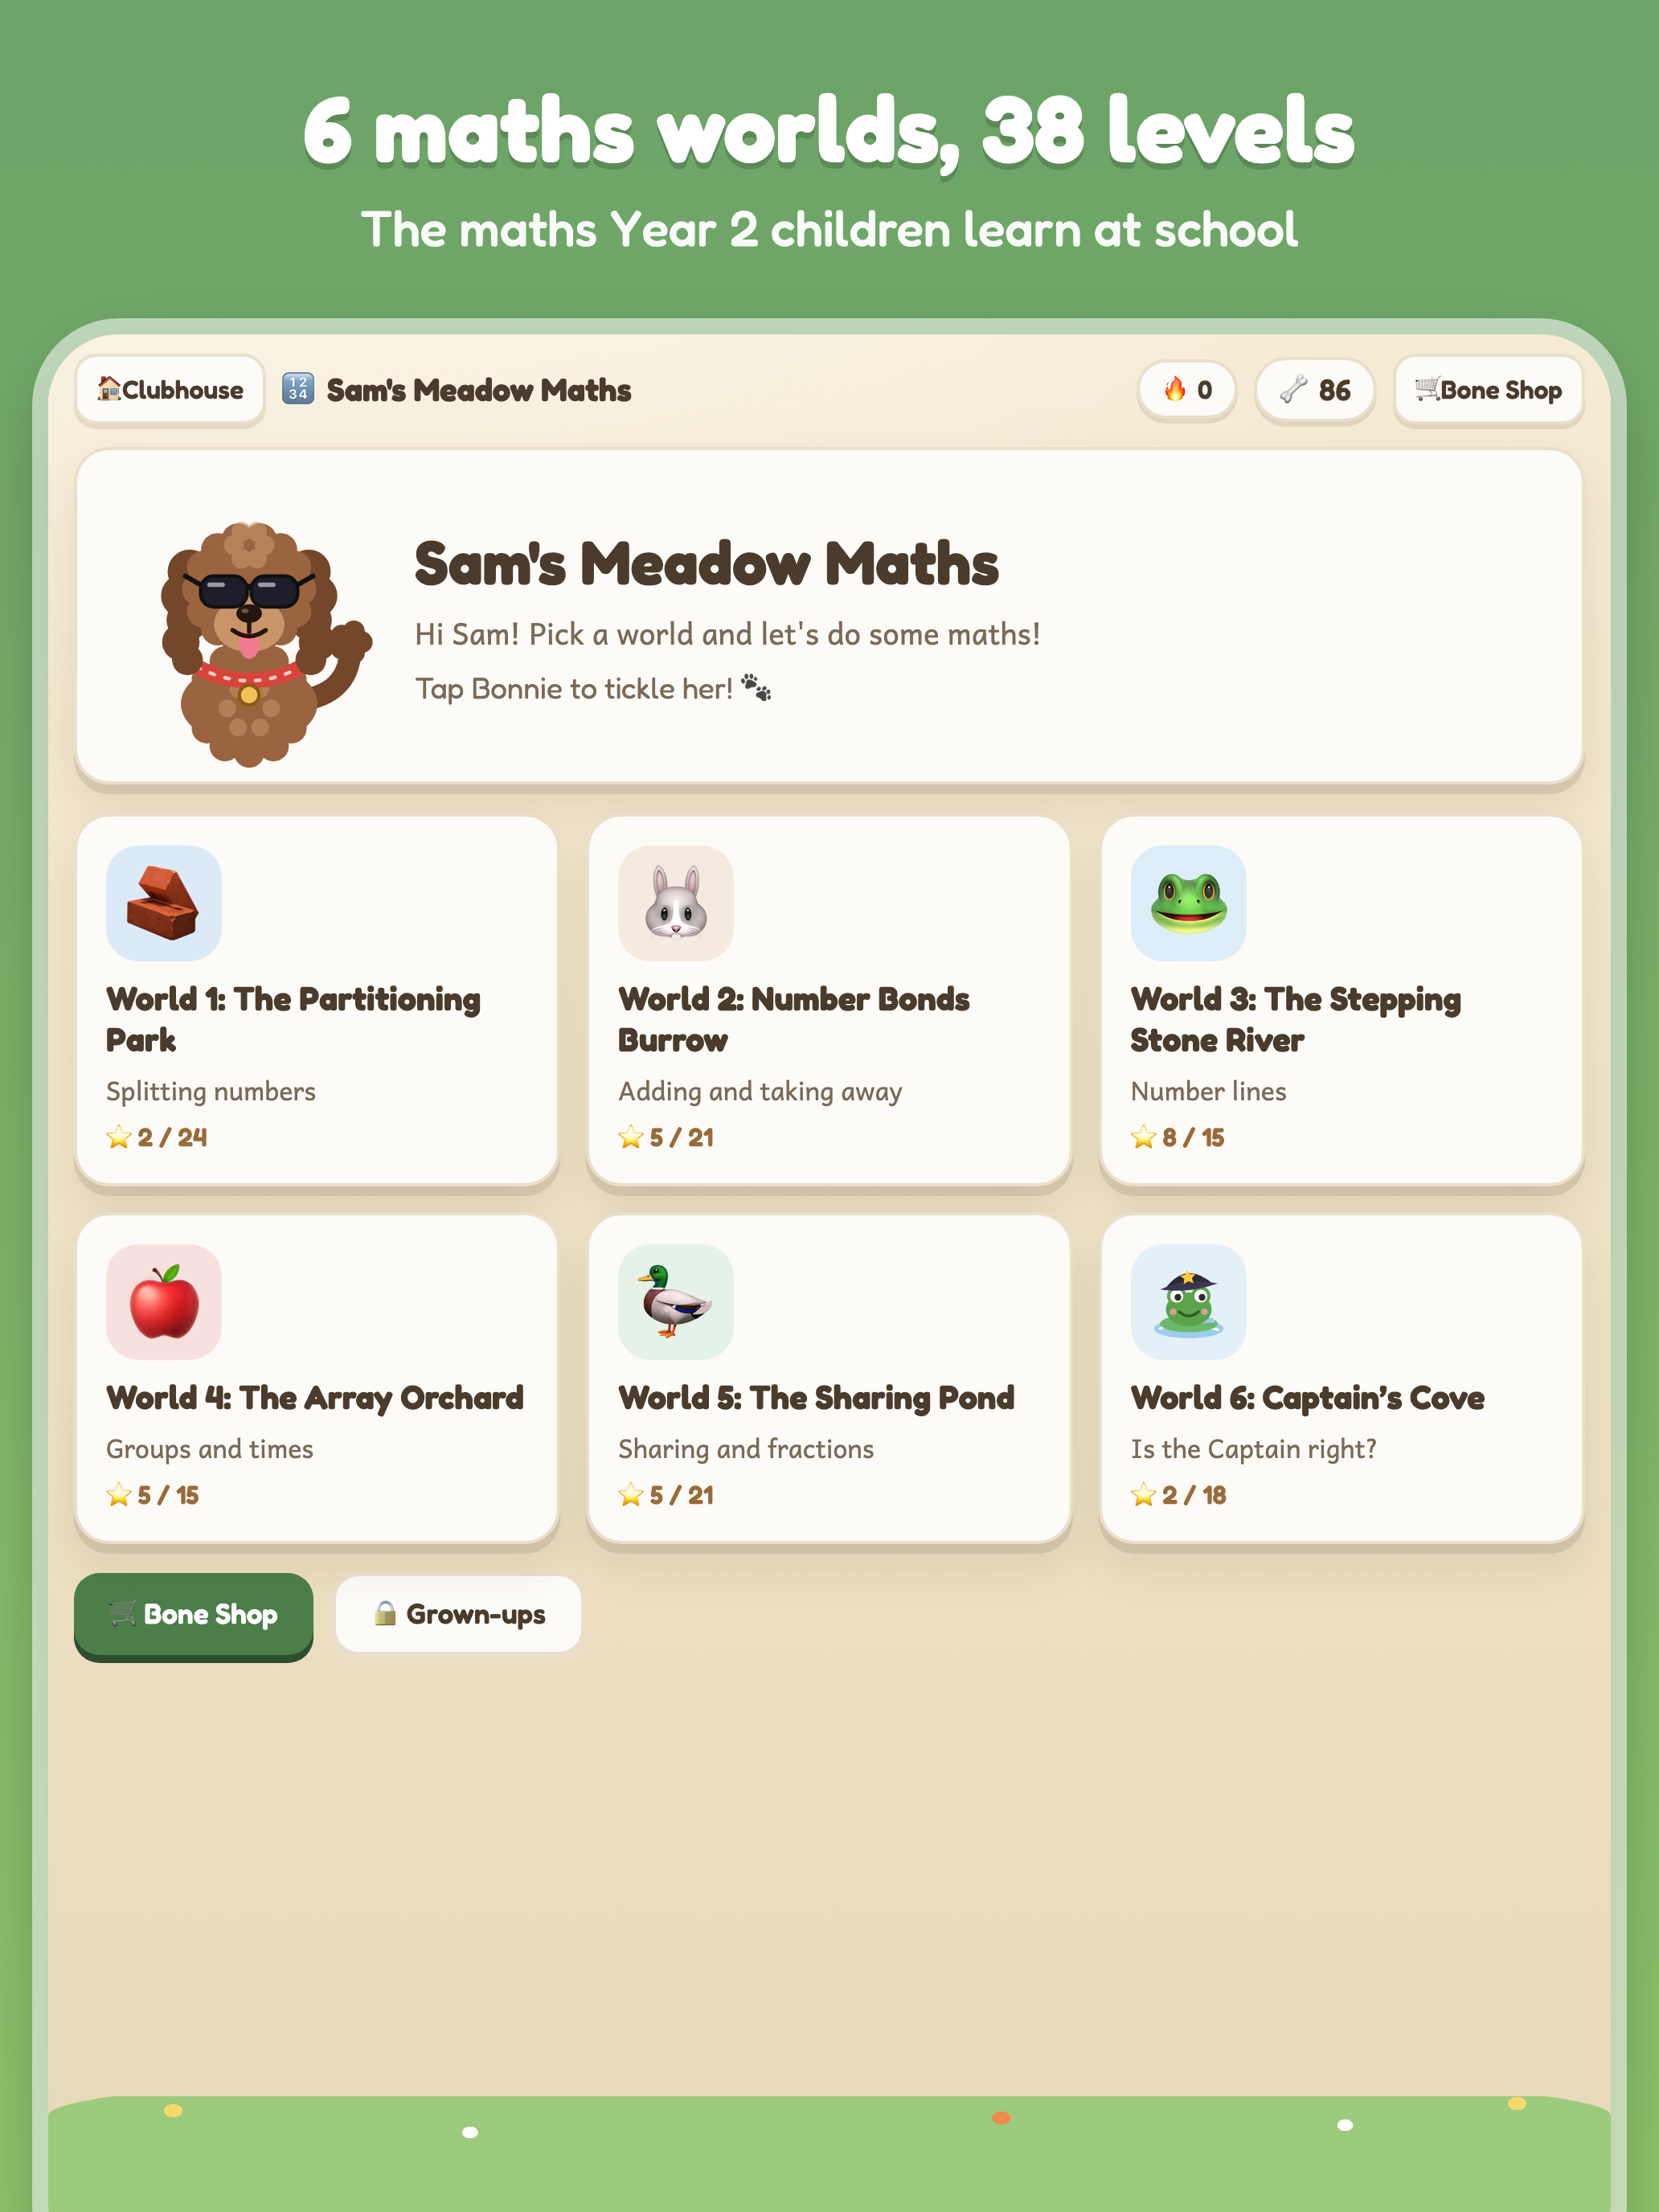 6 maths worlds, 38 levels
The maths Year 2 children learn at school
Clubhouse
1234
Sam's Meadow Maths
0
86
Bone Shop
Sam's Meadow Maths
Hi Sam! Pick a world and let's do some maths!
Tap Bonnie to tickle her!
World 1: The Partitioning
Park
Splitting numbers
2 / 24
World 2: Number Bonds
Burrow
Adding and taking away
5 / 21
World 3: The Stepping
Stone River
Number lines
8 / 15
World 4: The Array Orchard
Groups and times
5 / 15
World 5: The Sharing Pond
Sharing and fractions
5 / 21
World 6: Captain’s Cove
Is the Captain right?
2 / 18
Bone Shop
Grown-ups